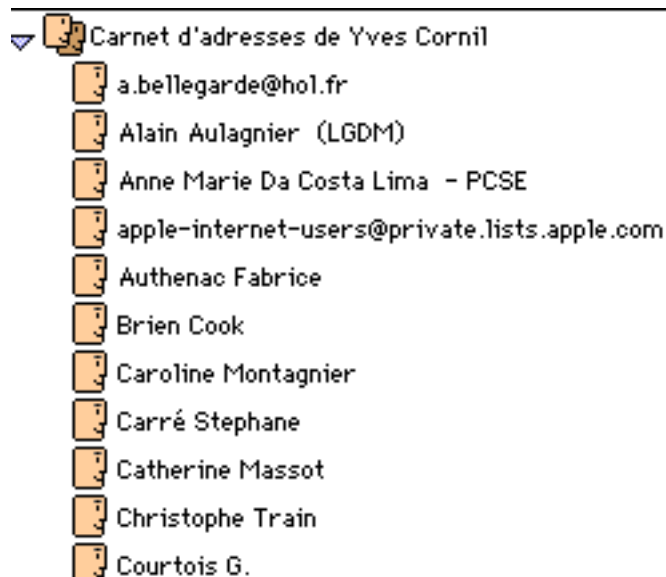 Carnet d'adresses de Yves Cornil
a.bellegarde@hol.fr
Alain Aulagnier (LGDM)
Anne Marie Da Costa Lima - PCSE
apple-internet-users@private.lists.apple.com
Authenac Fabrice
Brien Cook
Caroline Montagnier
Carré Stephane
Catherine Massot
Christophe Train
Courtois G.